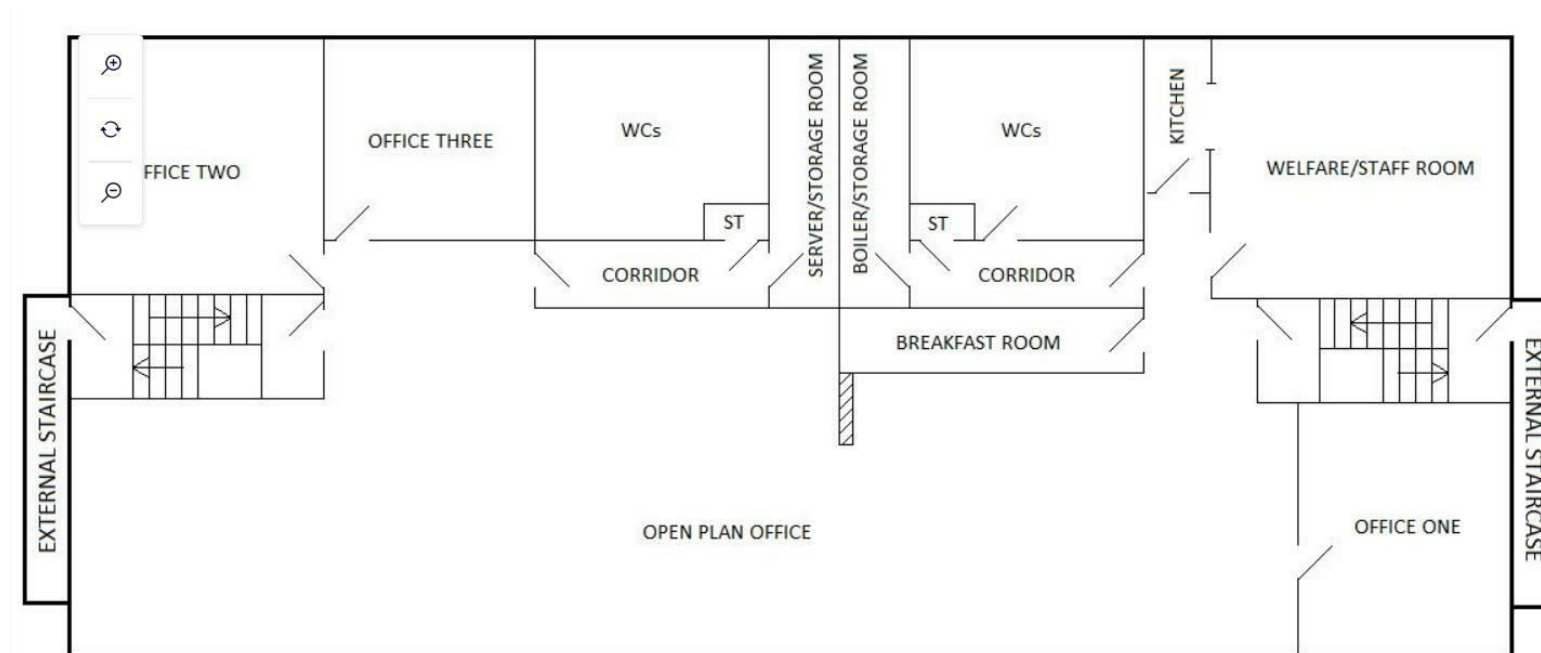 FFICE TWO
OFFICE THREE
WCs
ST
CORRIDOR
SERVER/STORAGE ROOM
BOILER/STORAGE ROOM
WCs
ST
CORRIDOR
KITCHEN
WELFARE/STAFF ROOM
BREAKFAST ROOM
EXTERNAL STAIRCASE
OPEN PLAN OFFICE
OFFICE ONE
EXTERNAL STAIRCASE